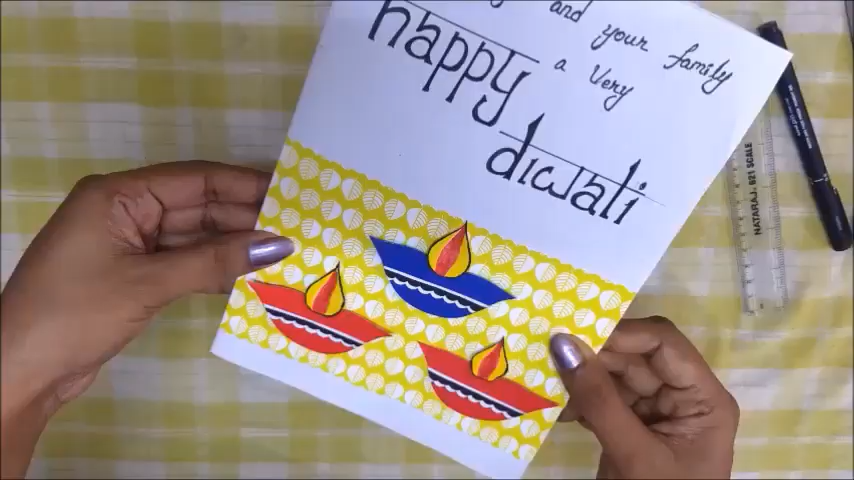 and your family
a Very
happy
diwali
NATARAJ. 621 SCALE